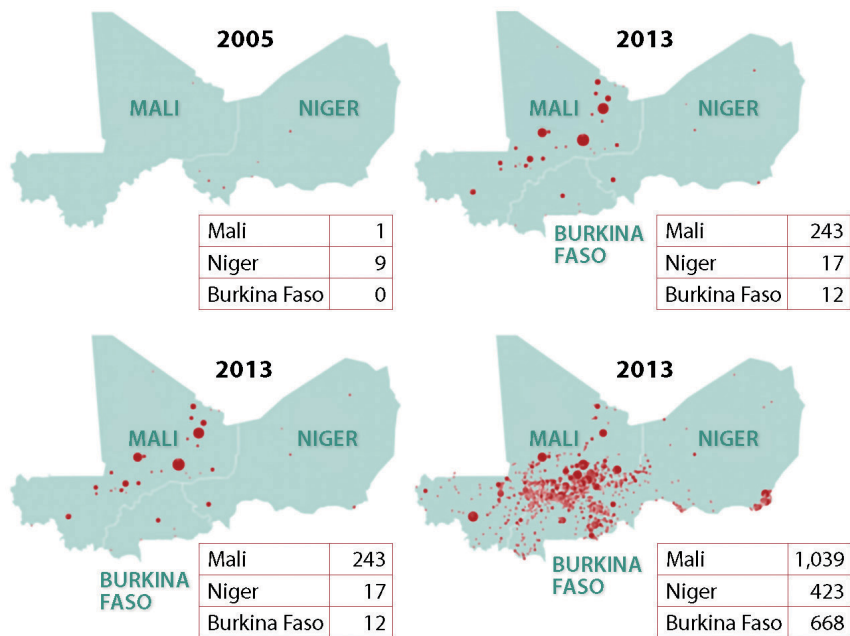 2005
MALI
NIGER
Mali 1
Niger 9
Burkina Faso 0
2013
MALI
NIGER
BURKINA
FASO
Mali 243
Niger 17
Burkina Faso 12
2013
MALI
NIGER
BURKINA
FASO
Mali 243
Niger 17
Burkina Faso 12
2013
MALI
NIGER
BURKINA
FASO
Mali 1,039
Niger 423
Burkina Faso 668